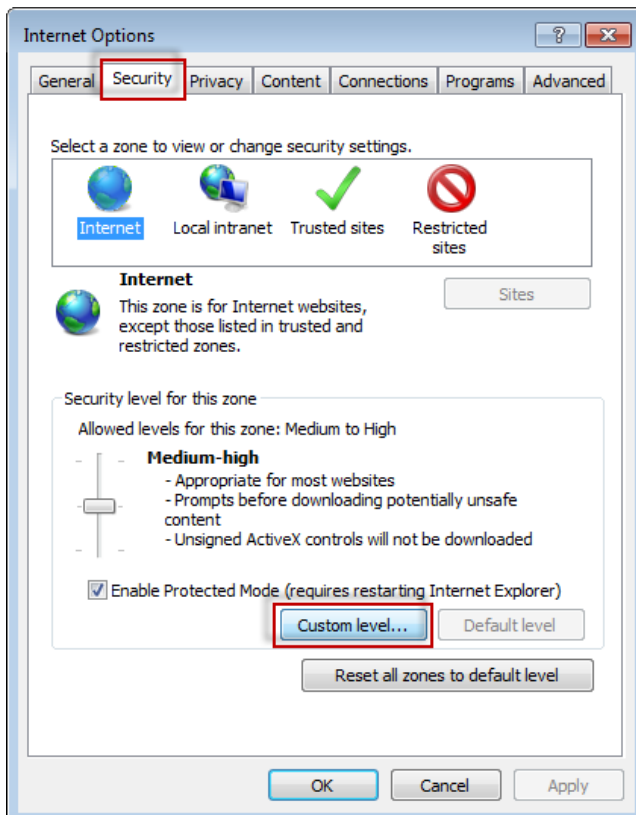 Internet Options
General Security Privacy Content Connections Programs Advanced
Select a zone to view or change security settings.
Internet Local intranet Trusted sites Restricted
sites
Internet
Sites
This zone is for Internet websites,
except those listed in trusted and
restricted zones.
Security level for this zone
Allowed levels for this zone: Medium to High
Medium-high
- Appropriate for most websites
- Prompts before downloading potentially unsafe
content
- Unsigned ActiveX controls will not be downloaded
Enable Protected Mode (requires restarting Internet Explorer)
Custom level... Default level
Reset all zones to default level
OK Cancel Apply